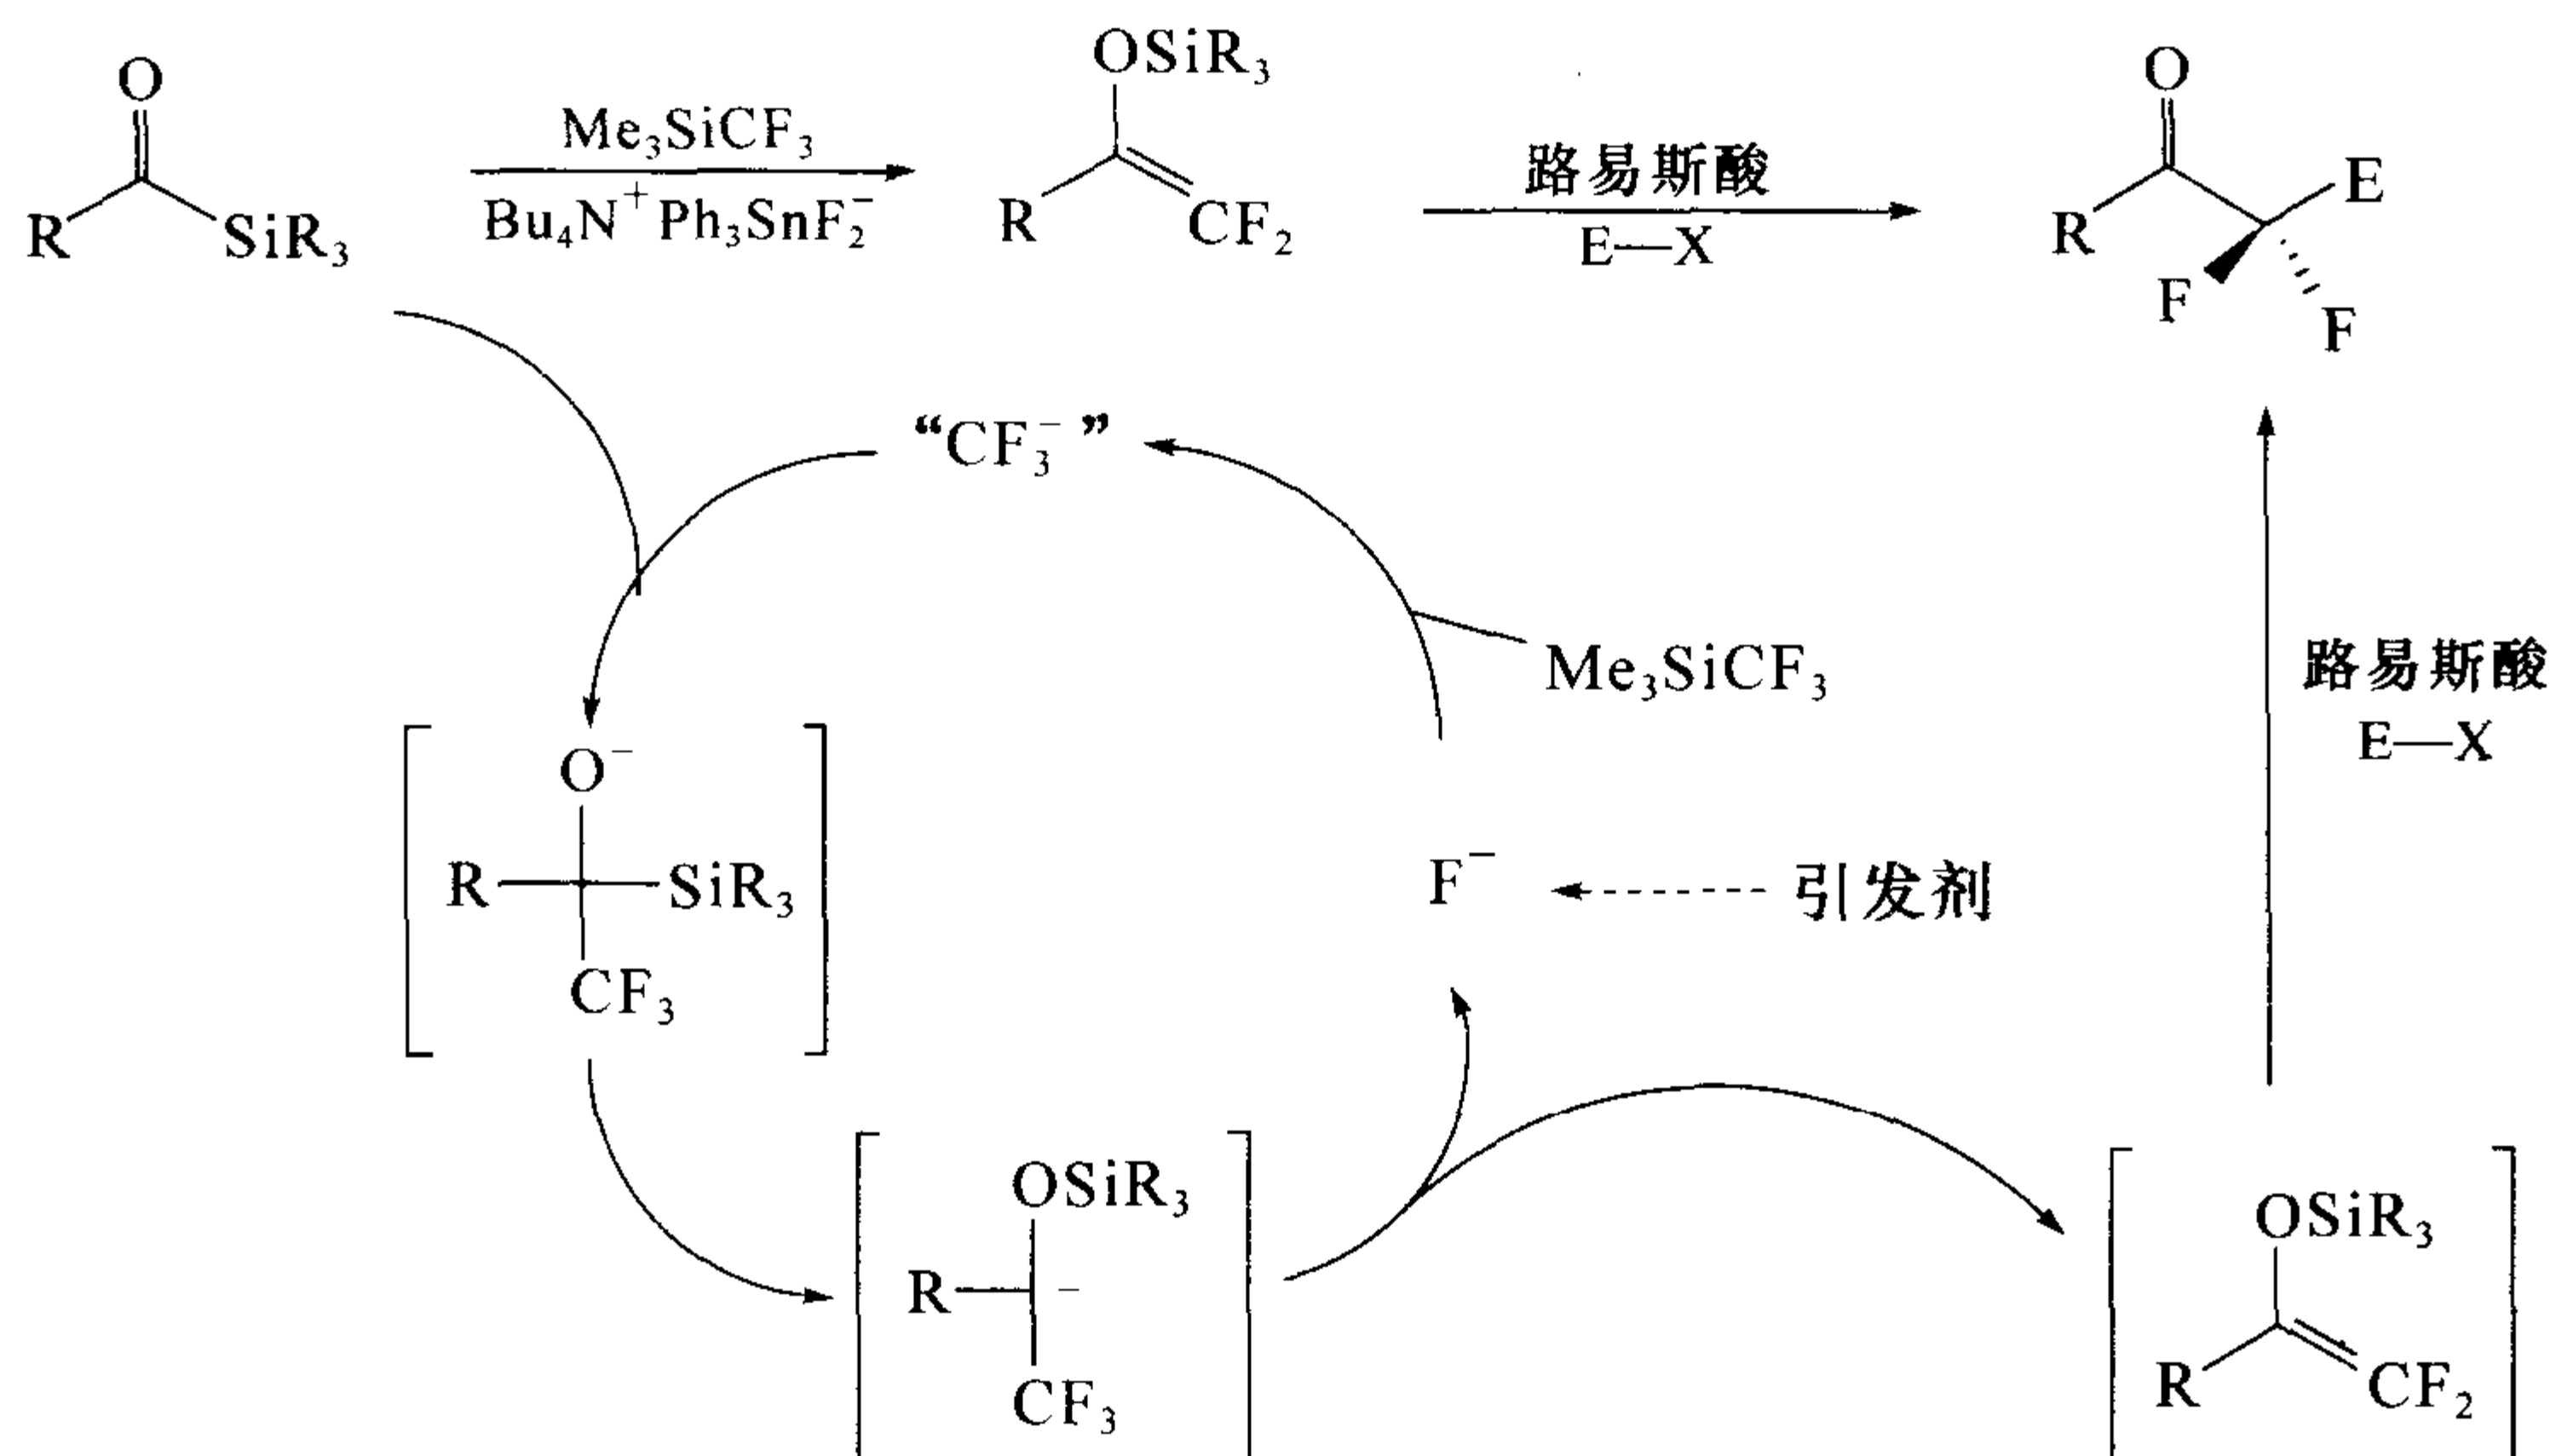 O
R
SiR₃
Me₃SiCF₃
Bu₄N⁺Ph₃SnF₂⁻
OSiR₃
R
CF₂
路易斯酸
E—X
O
R
E
F
F
“CF₃⁻”
Me₃SiCF₃
路易斯酸
E—X
O⁻
R
SiR₃
CF₃
F⁻
引发剂
OSiR₃
R
−
CF₃
OSiR₃
R
CF₂